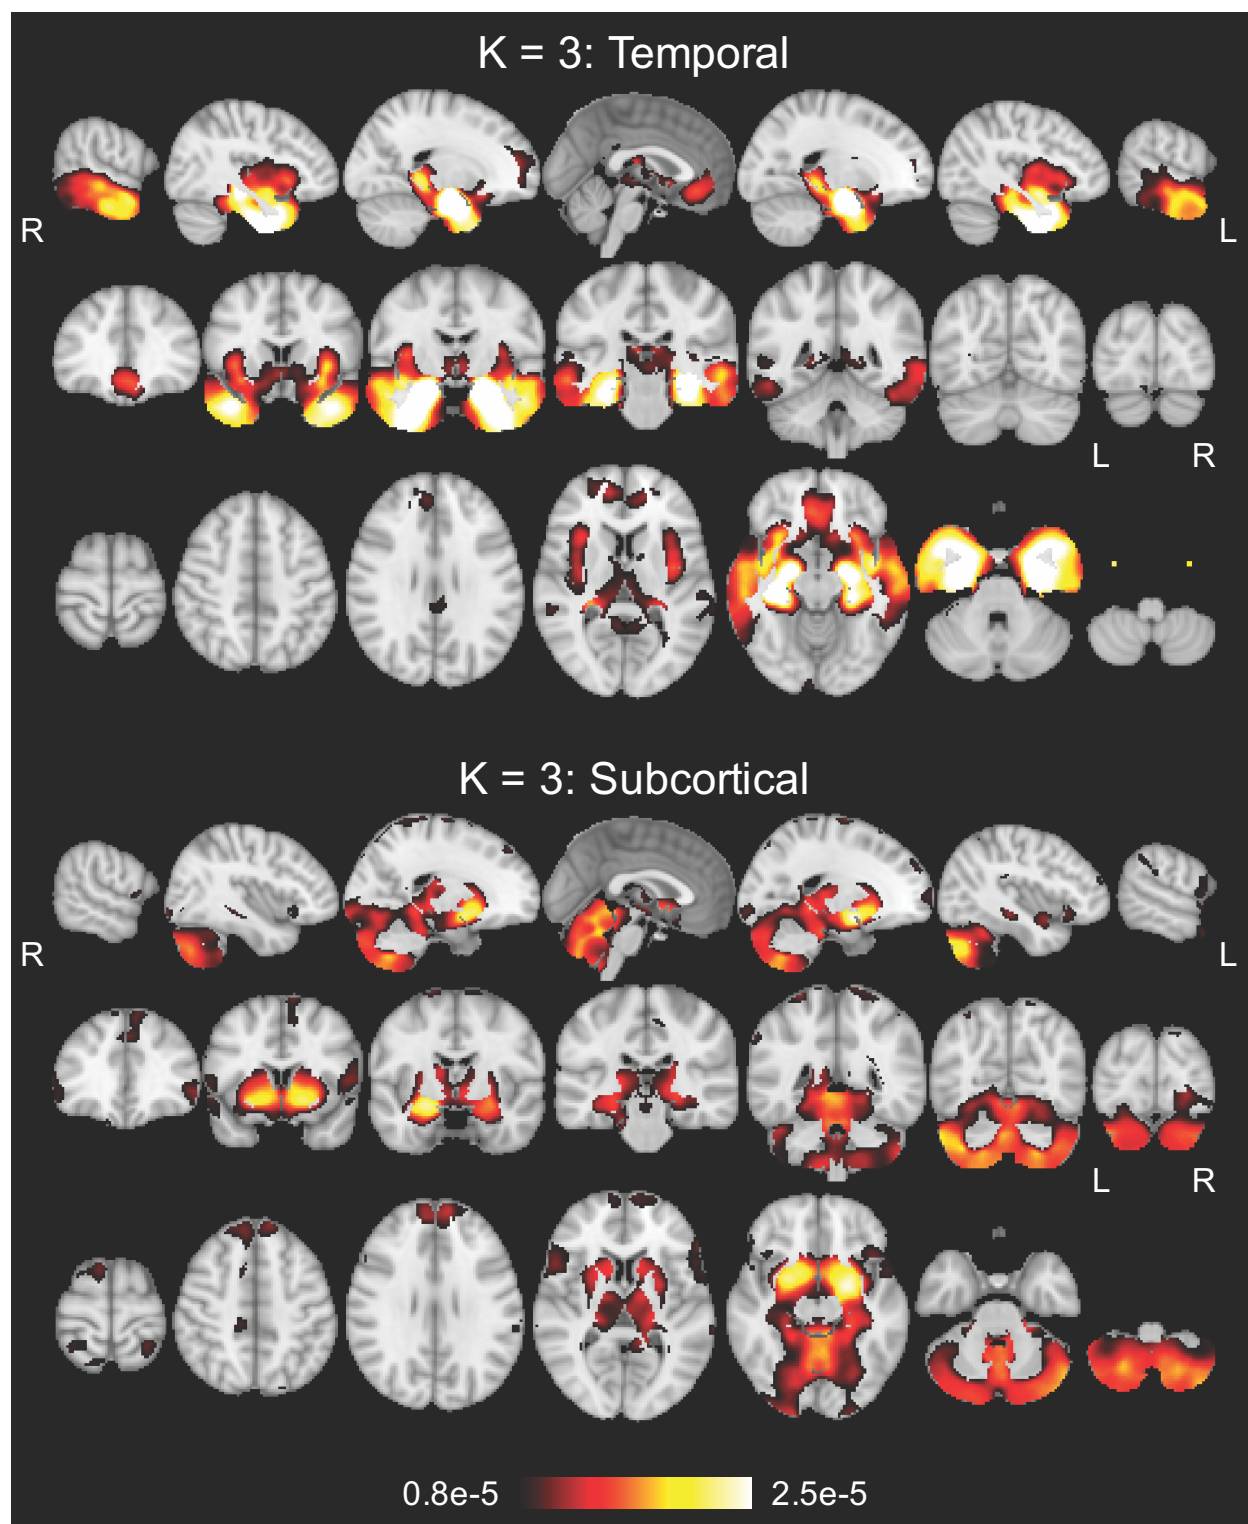 K = 3: Temporal
R
L
L
R
K = 3: Subcortical
R
L
L
R
0.8e-5
2.5e-5